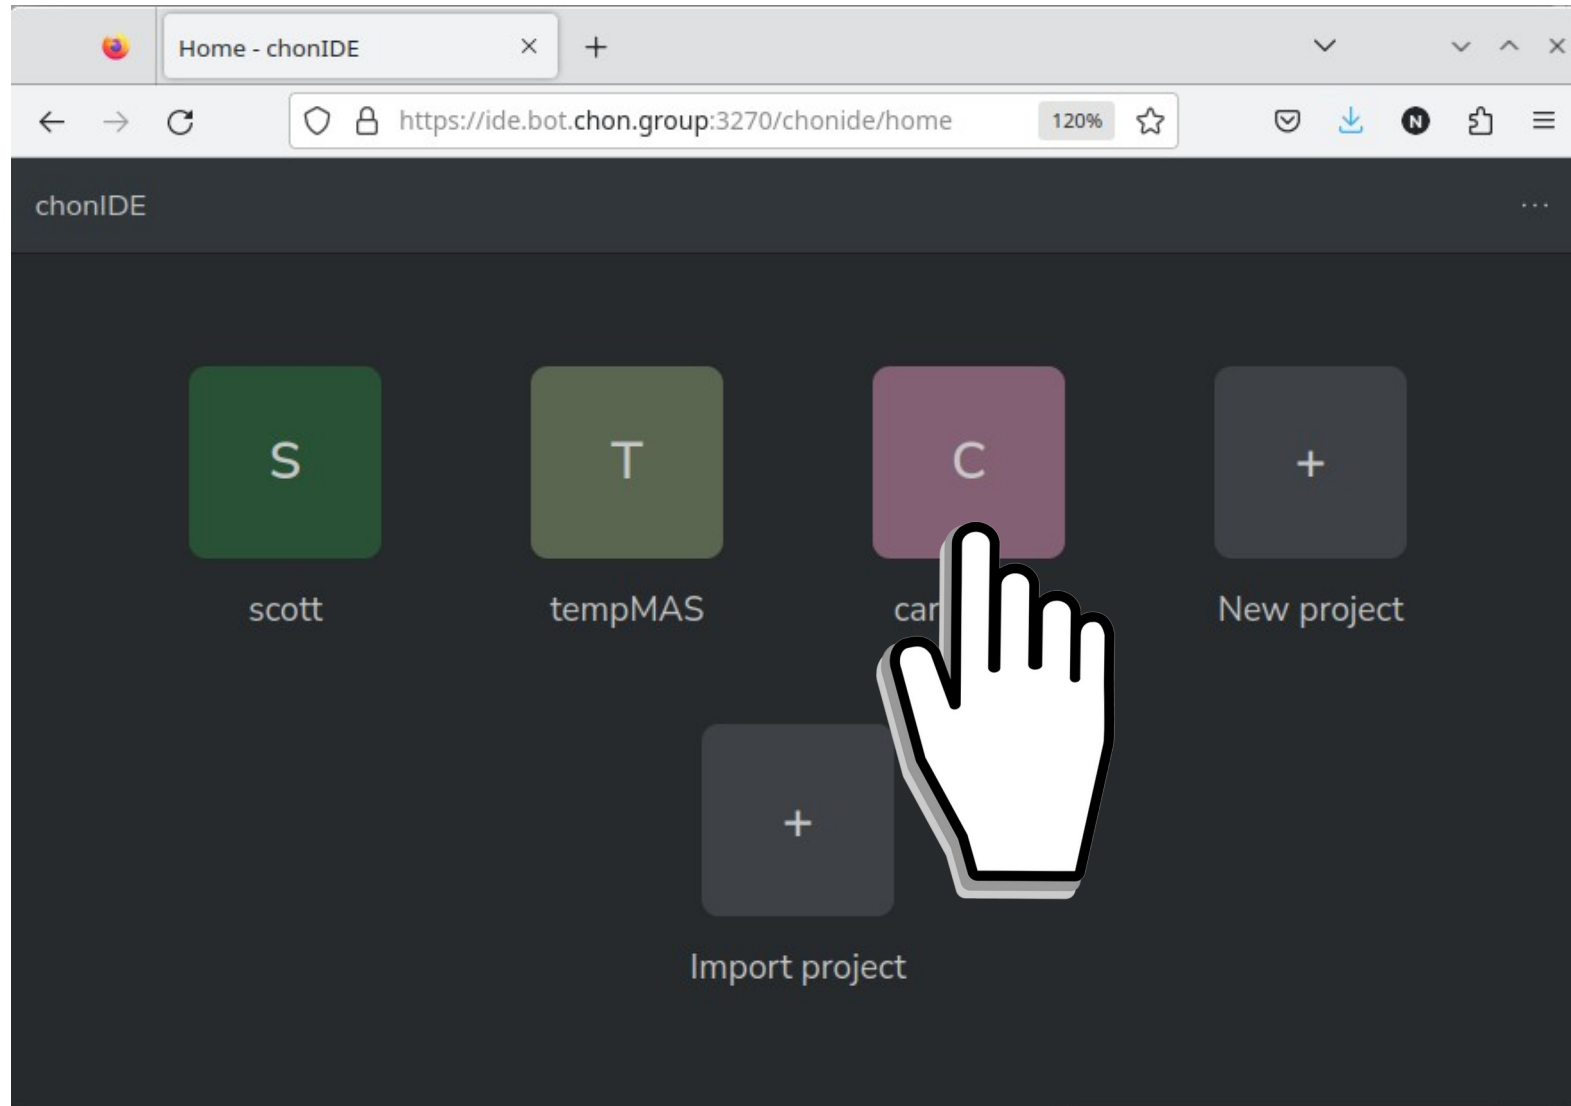 Home - chonIDE
https://ide.bot.chon.group:3270/chonide/home 120%
N
chonIDE
S T C +
scott tempMAS New project
+
Import project